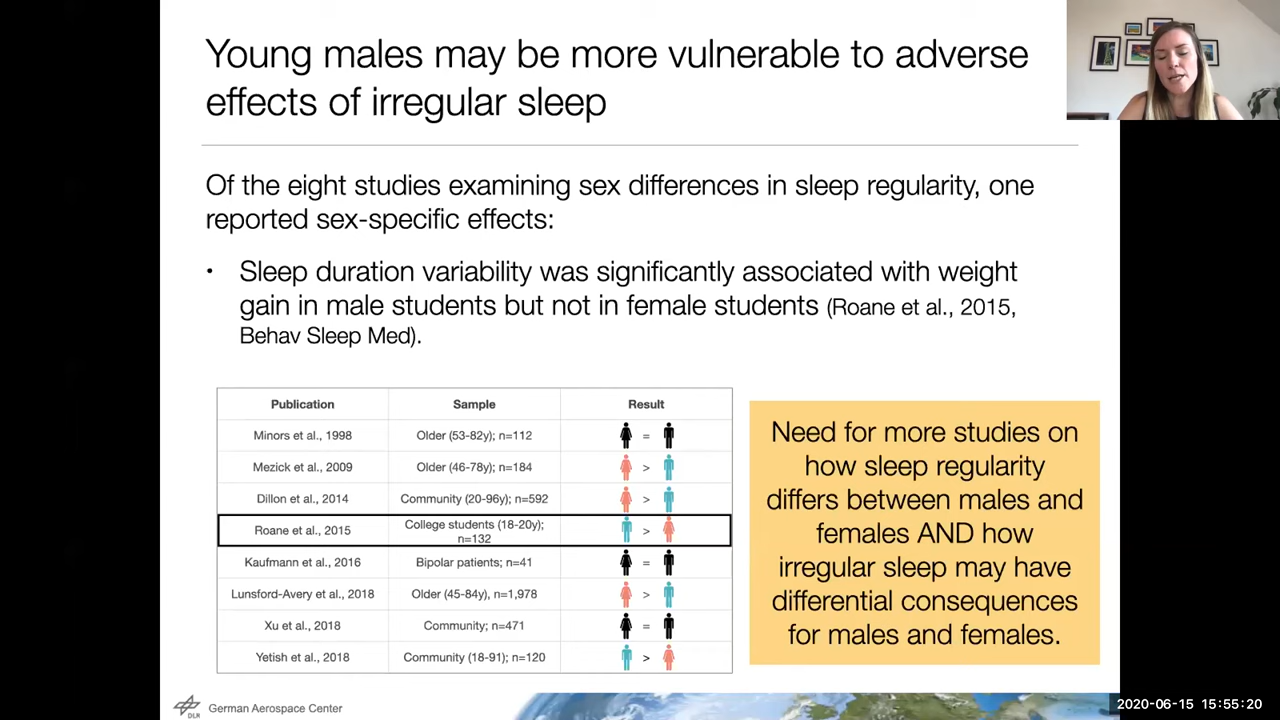 Young males may be more vulnerable to adverse
effects of irregular sleep
Of the eight studies examining sex differences in sleep regularity, one
reported sex-specific effects:
• Sleep duration variability was significantly associated with weight
gain in male students but not in female students (Roane et al., 2015,
Behav Sleep Med).
Publication Sample Result
Minors et al., 1998 Older (53-82y); n=112 =
Mezick et al., 2009 Older (46-78y); n=184 >
Dillon et al., 2014 Community (20-96y); n=592 >
Roane et al., 2015 College students (18-20y);
n=132 >
Kaufmann et al., 2016 Bipolar patients; n=41 =
Lunsford-Avery et al., 2018 Older (45-84y), n=1,978 >
Xu et al., 2018 Community; n=471 =
Yetish et al., 2018 Community (18-91); n=120 >
Need for more studies on
how sleep regularity
differs between males and
females AND how
irregular sleep may have
differential consequences
for males and females.
DLR German Aerospace Center
2020-06-15 15:55:20